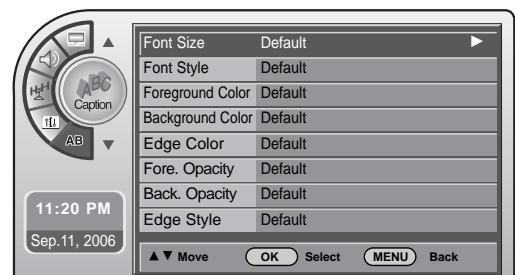 ABC
Caption
AB
11:20 PM
Sep.11, 2006
Font Size Default
Font Style Default
Foreground Color Default
Background Color Default
Edge Color Default
Fore. Opacity Default
Back. Opacity Default
Edge Style Default
▲▼ Move OK Select MENU Back